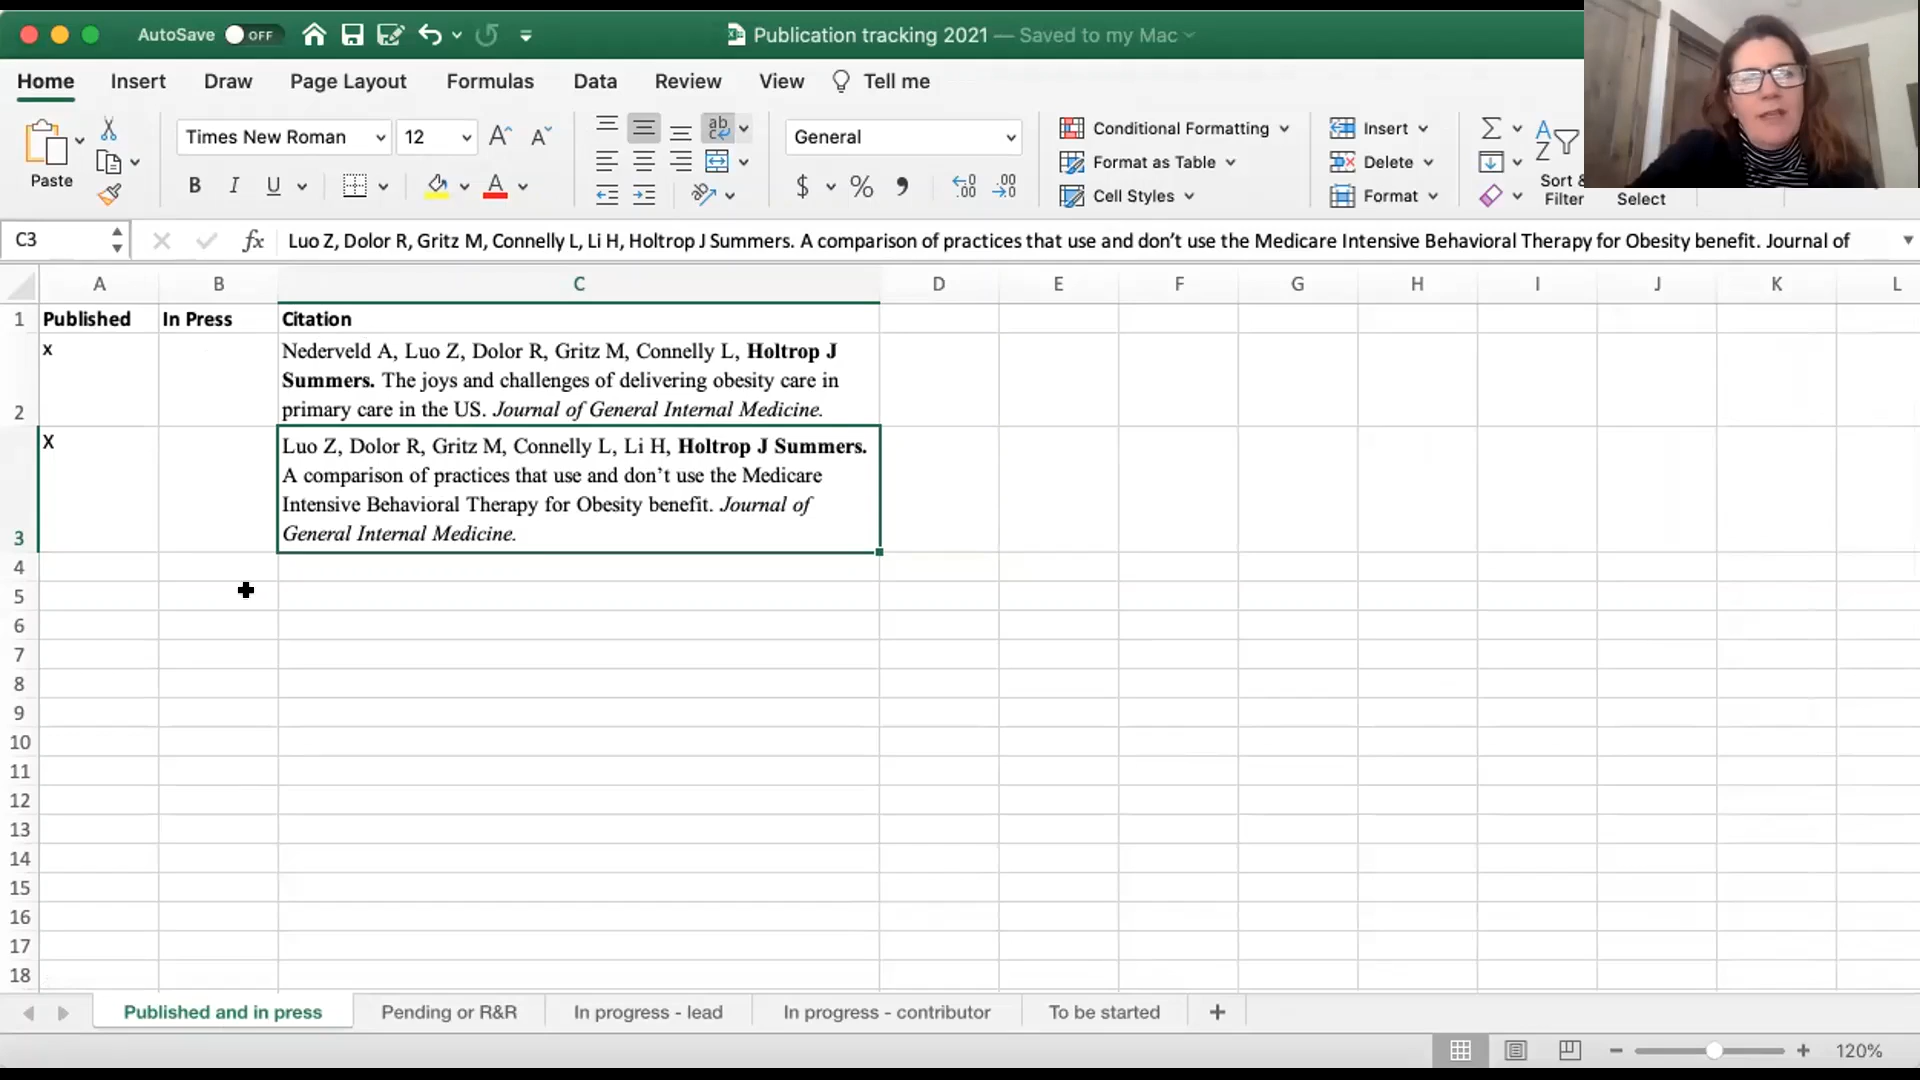 AutoSave OFF Publication tracking 2021 — Saved to my Mac
Home Insert Draw Page Layout Formulas Data Review View Tell me
Paste Times New Roman 12 General Conditional Formatting Insert
Format as Table Delete
B I U A $ % Cell Styles Format Sort & Filter Select
C3 fx Luo Z, Dolor R, Gritz M, Connelly L, Li H, Holtrop J Summers. A comparison of practices that use and don’t use the Medicare Intensive Behavioral Therapy for Obesity benefit. Journal of
A B C D E F G H I J K L
1 Published In Press Citation
x Nederveld A, Luo Z, Dolor R, Gritz M, Connelly L, Holtrop J
Summers. The joys and challenges of delivering obesity care in
2 primary care in the US. Journal of General Internal Medicine.
X Luo Z, Dolor R, Gritz M, Connelly L, Li H, Holtrop J Summers.
A comparison of practices that use and don’t use the Medicare
Intensive Behavioral Therapy for Obesity benefit. Journal of
3 General Internal Medicine.
4
5
6
7
8
9
10
11
12
13
14
15
16
17
18
Published and in press Pending or R&R In progress - lead In progress - contributor To be started
120%